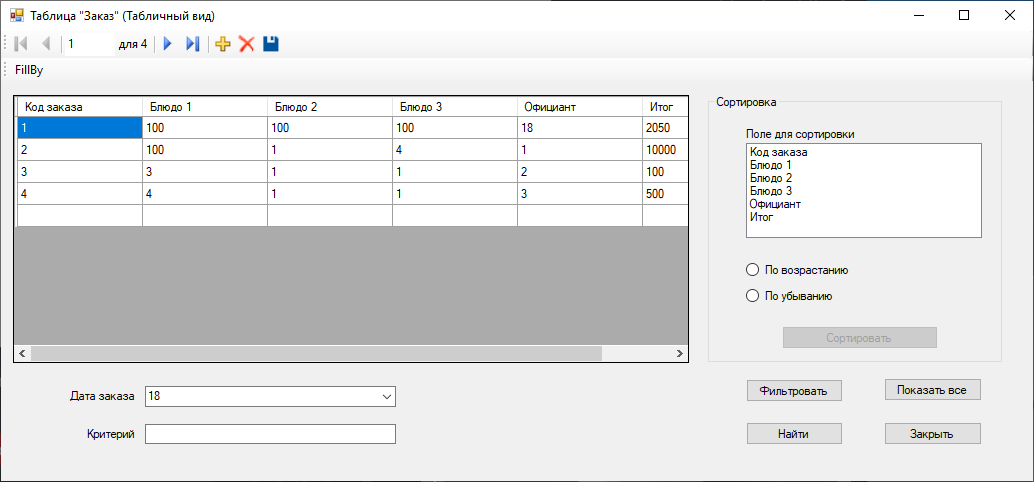 Таблица "Заказ" (Табличный вид)
1 для 4
FillBy
Код заказа Блюдо 1 Блюдо 2 Блюдо 3 Официант Итог
1 100 100 100 18 2050
2 100 1 4 1 10000
3 3 1 1 2 100
4 4 1 1 3 500
Сортировка
Поле для сортировки
Код заказа
Блюдо 1
Блюдо 2
Блюдо 3
Официант
Итог
По возрастанию
По убыванию
Сортировать
Дата заказа 18
Критерий
Фильтровать Показать все
Найти Закрыть